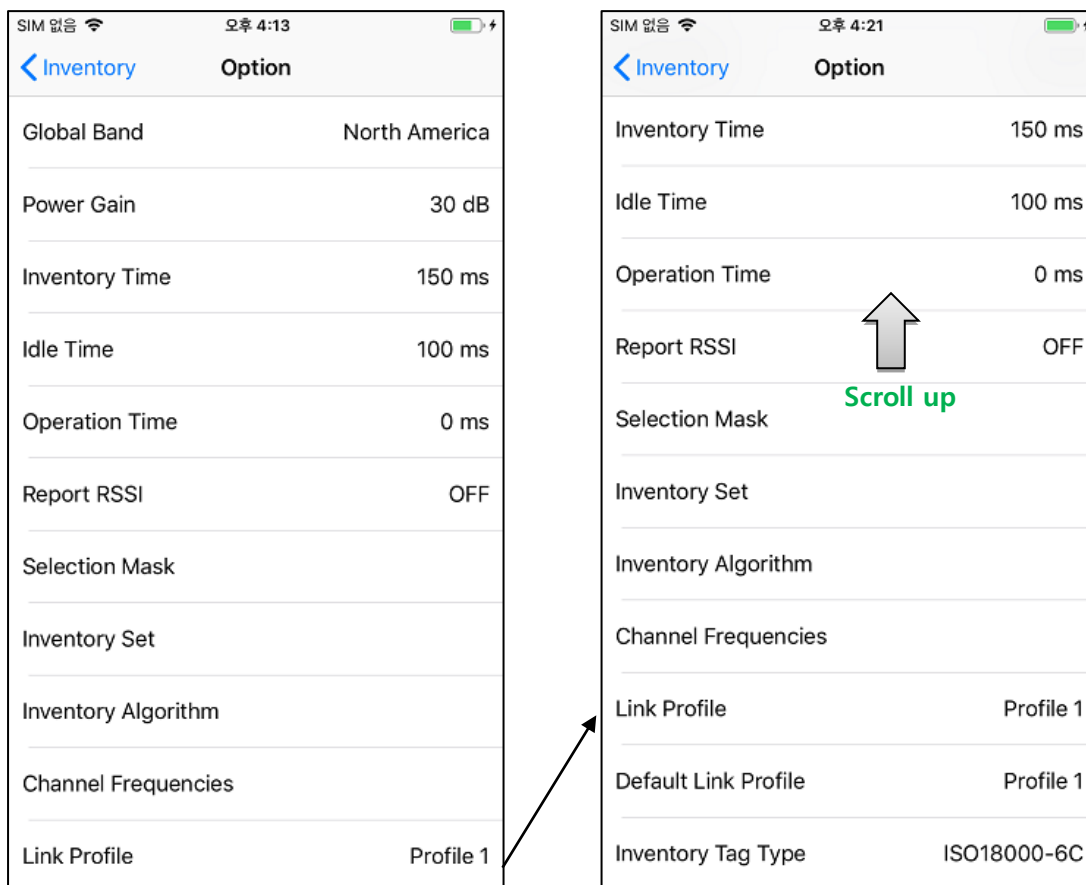 SIM 없음 오후 4:13
Inventory Option
Global Band North America
Power Gain 30 dB
Inventory Time 150 ms
Idle Time 100 ms
Operation Time 0 ms
Report RSSI OFF
Selection Mask
Inventory Set
Inventory Algorithm
Channel Frequencies
Link Profile Profile 1
SIM 없음 오후 4:21
Inventory Option
Inventory Time 150 ms
Idle Time 100 ms
Operation Time 0 ms
Report RSSI OFF
Scroll up
Selection Mask
Inventory Set
Inventory Algorithm
Channel Frequencies
Link Profile Profile 1
Default Link Profile Profile 1
Inventory Tag Type ISO18000-6C